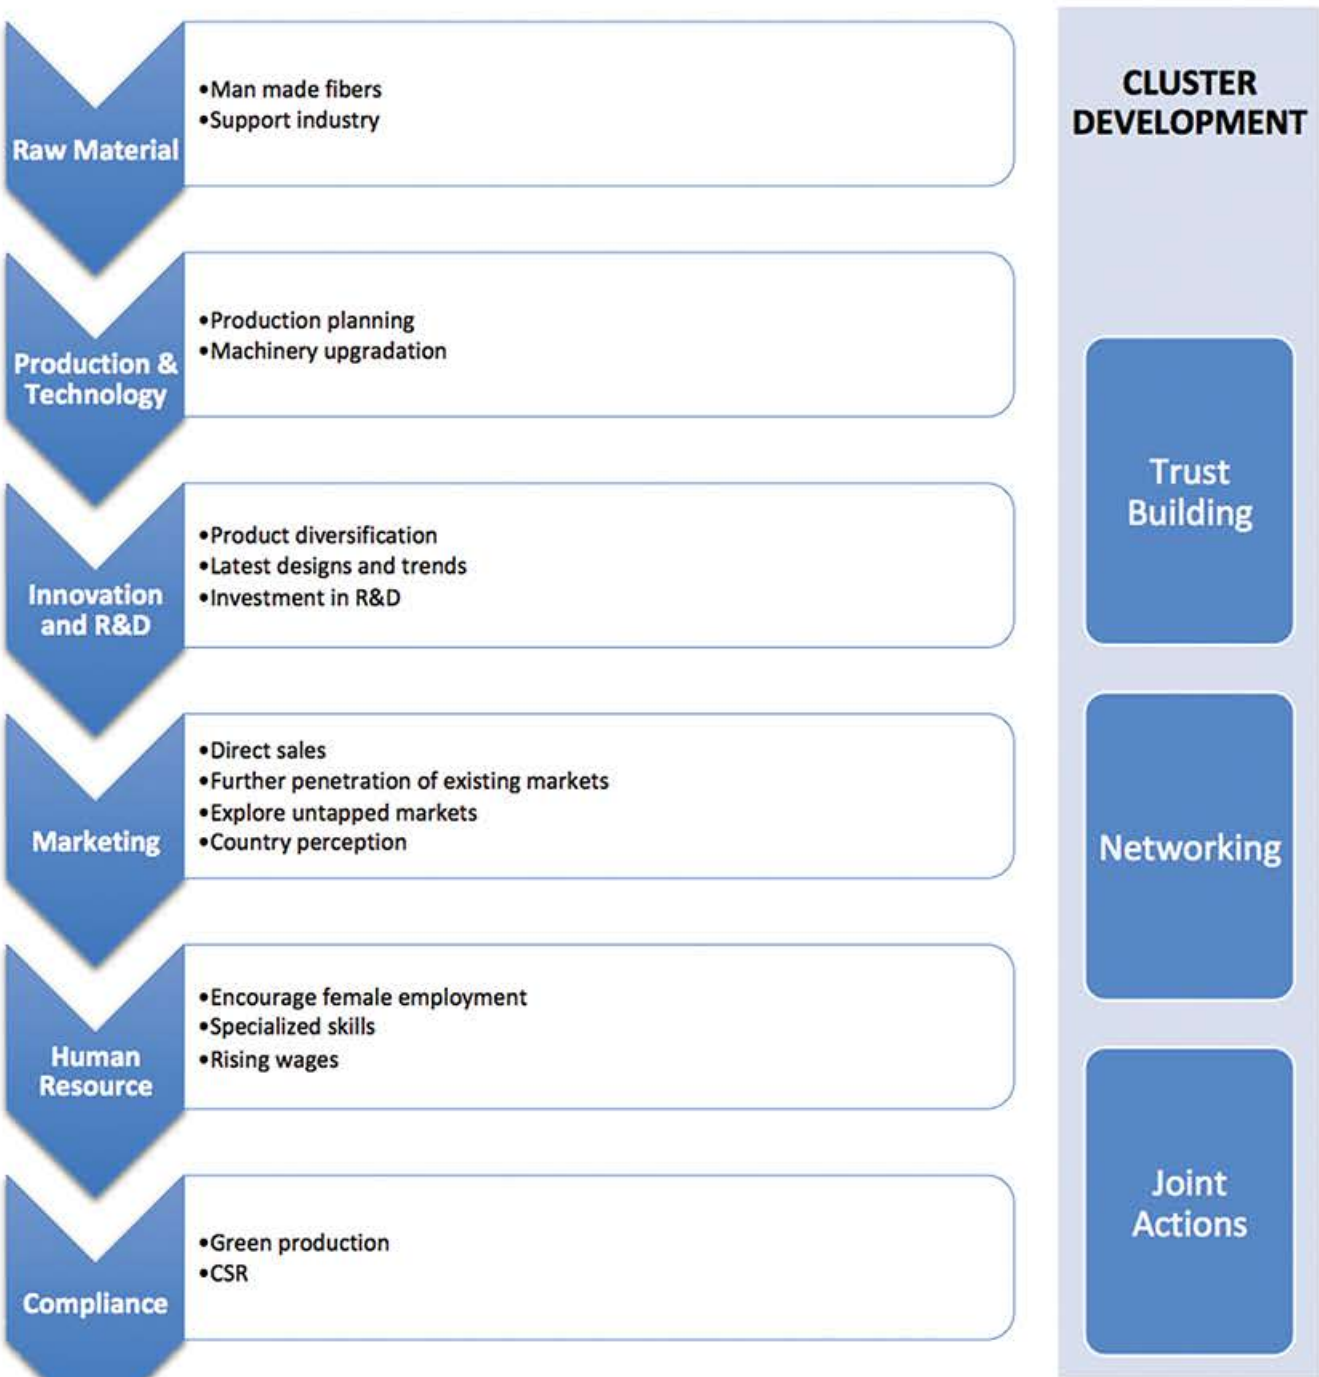 Raw Material
•Man made fibers
•Support industry
Production &
Technology
•Production planning
•Machinery upgradation
Innovation
and R&D
•Product diversification
•Latest designs and trends
•Investment in R&D
Marketing
•Direct sales
•Further penetration of existing markets
•Explore untapped markets
•Country perception
Human
Resource
•Encourage female employment
•Specialized skills
•Rising wages
Compliance
•Green production
•CSR
CLUSTER
DEVELOPMENT
Trust
Building
Networking
Joint
Actions